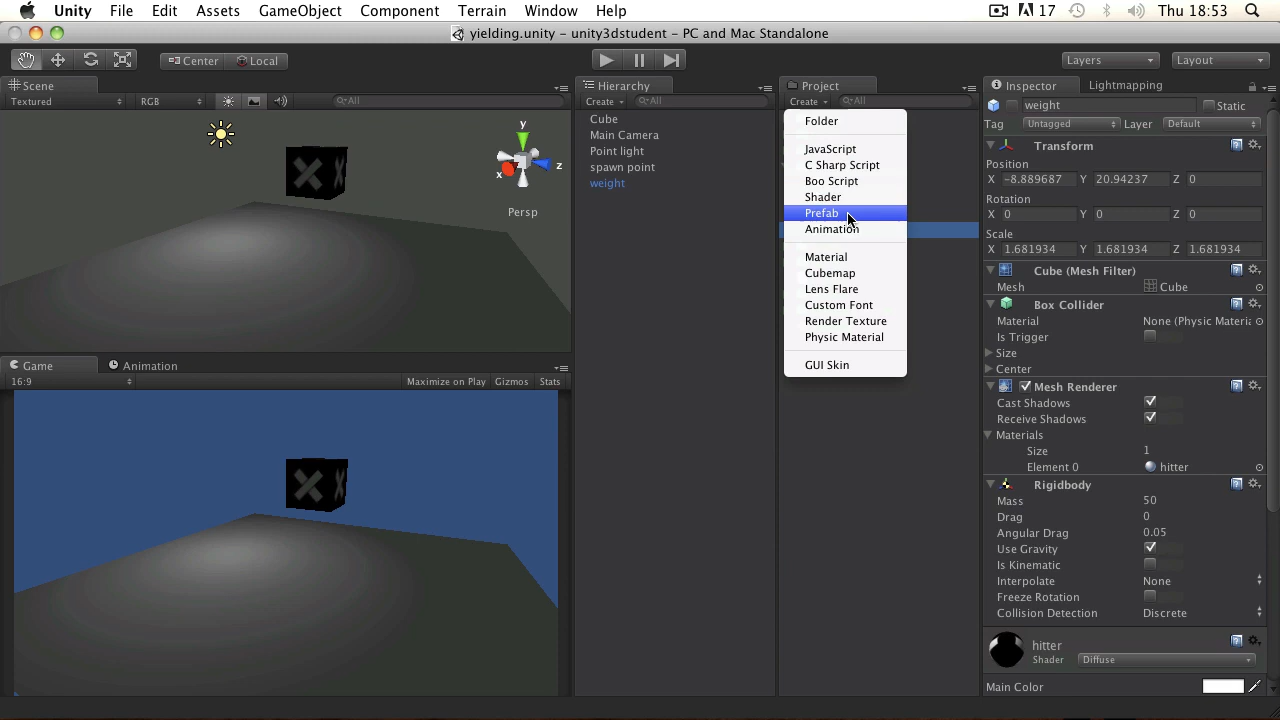 Unity File Edit Assets GameObject Component Terrain Window Help 17 Thu 18:53
yielding.unity – unity3dstudent – PC and Mac Standalone
Center Local Layers Layout
Scene
Textured RGB All
y
z
x
Persp
Game Animation
16:9 Maximize on Play Gizmos Stats
Hierarchy
Create All
Cube
Main Camera
Point light
spawn point
weight
Project
Create All
Folder
JavaScript
C Sharp Script
Boo Script
Shader
Prefab
Animation
Material
Cubemap
Lens Flare
Custom Font
Render Texture
Physic Material
GUI Skin
Inspector Lightmapping
weight Static
Tag Untagged Layer Default
Transform
Position
X -8.889687 Y 20.94237 Z 0
Rotation
X 0 Y 0 Z 0
Scale
X 1.681934 Y 1.681934 Z 1.681934
Cube (Mesh Filter)
Mesh Cube
Box Collider
Material None (Physic Materia
Is Trigger
Size
Center
Mesh Renderer
Cast Shadows
Receive Shadows
Materials
Size 1
Element 0 hitter
Rigidbody
Mass 50
Drag 0
Angular Drag 0.05
Use Gravity
Is Kinematic
Interpolate None
Freeze Rotation
Collision Detection Discrete
hitter
Shader Diffuse
Main Color